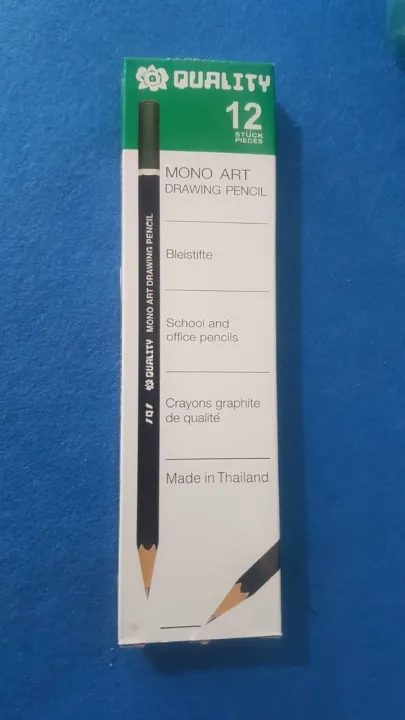 QUALITY
12
STÜCK
PIECES
MONO ART
DRAWING PENCIL
Bleistifte
School and
office pencils
Crayons graphite
de qualité
Made in Thailand
QUALITY MONO ART DRAWING PENCIL